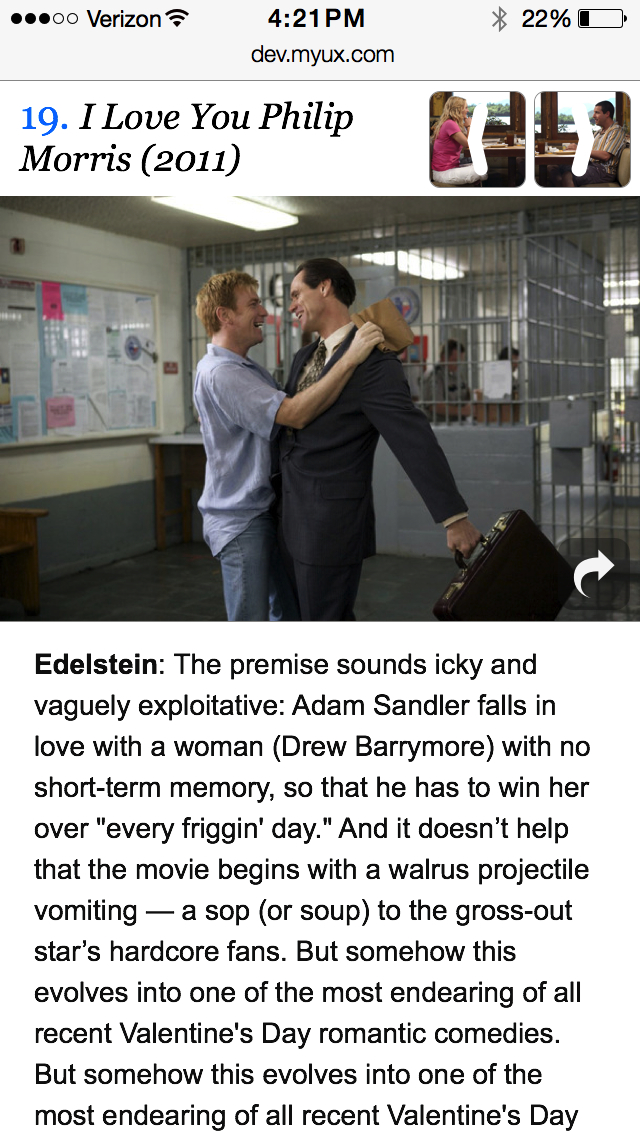 Verizon 4:21PM 22%
dev.myux.com
19. I Love You Philip
Morris (2011)
Edelstein: The premise sounds icky and
vaguely exploitative: Adam Sandler falls in
love with a woman (Drew Barrymore) with no
short-term memory, so that he has to win her
over "every friggin' day." And it doesn’t help
that the movie begins with a walrus projectile
vomiting — a sop (or soup) to the gross-out
star’s hardcore fans. But somehow this
evolves into one of the most endearing of all
recent Valentine's Day romantic comedies.
But somehow this evolves into one of the
most endearing of all recent Valentine's Day